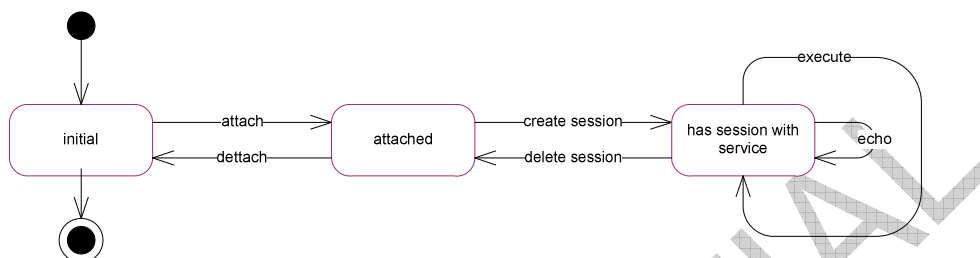 execute
attach
create session
initial
attached
has session with
service
echo
dettach
delete session